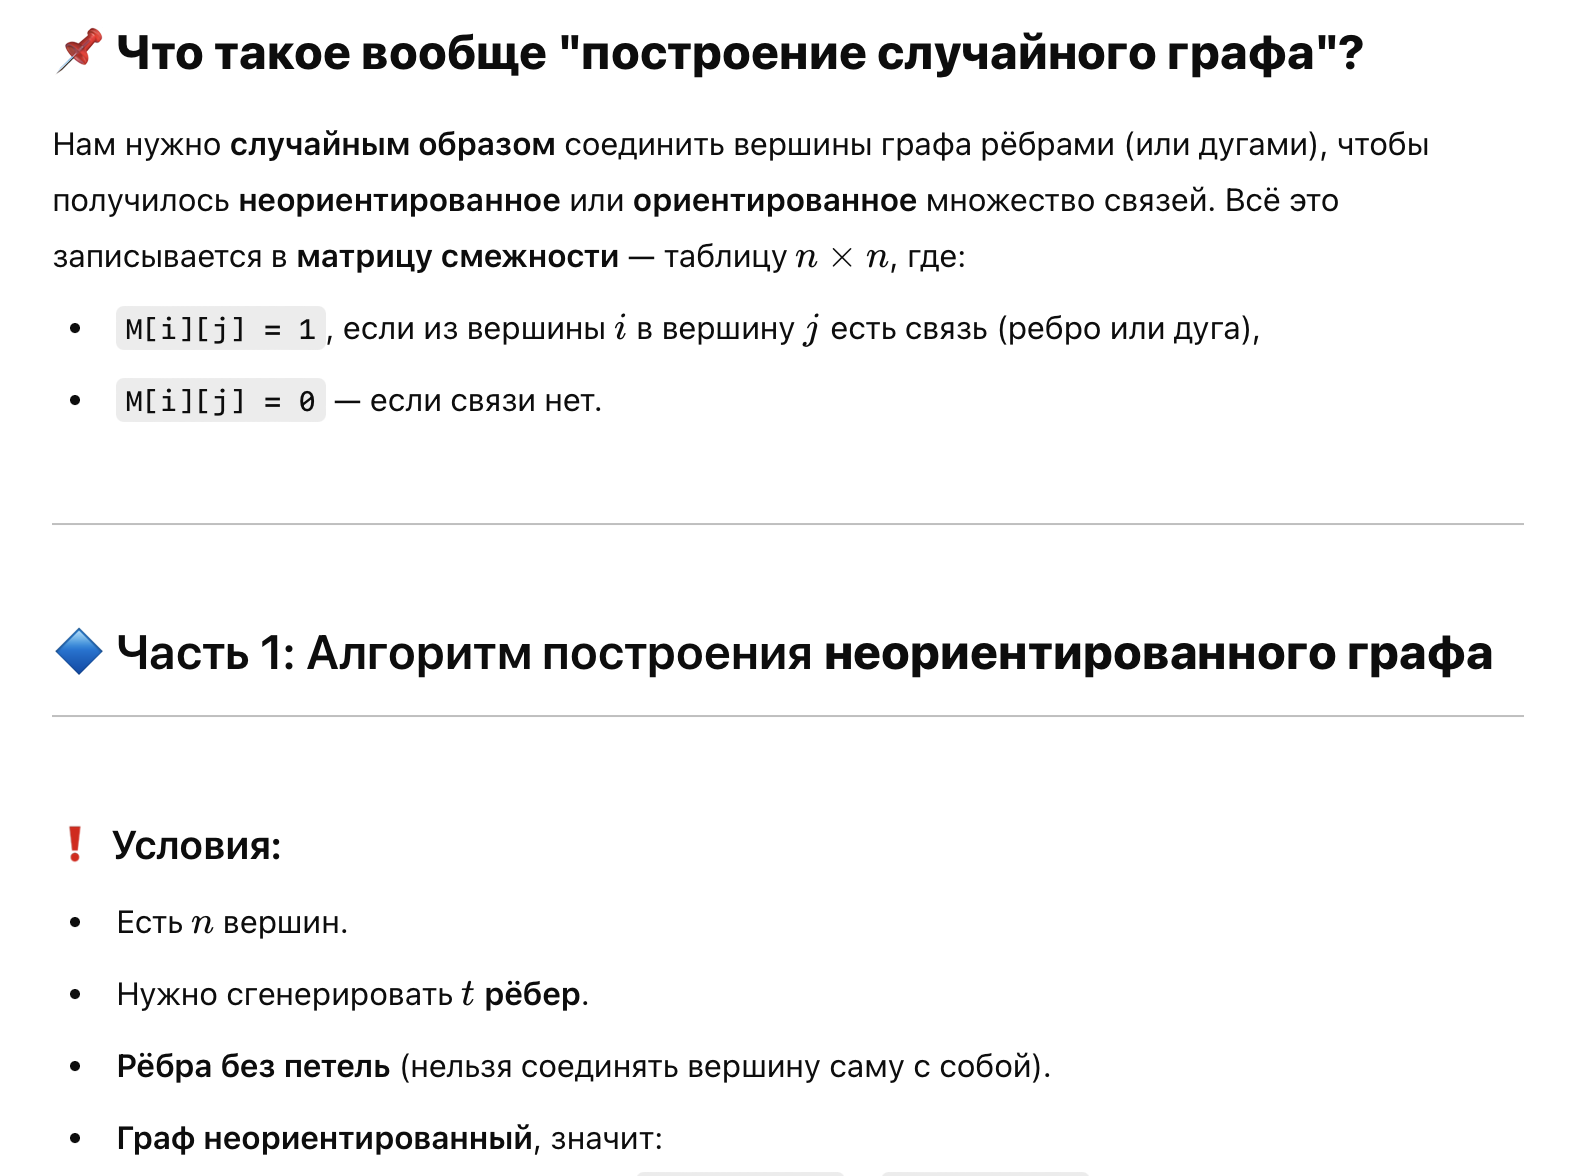 📌 Что такое вообще "построение случайного графа"?
Нам нужно случайным образом соединить вершины графа рёбрами (или дугами), чтобы
получилось неориентированное или ориентированное множество связей. Всё это
записывается в матрицу смежности — таблицу n × n, где:
• M[i][j] = 1, если из вершины i в вершину j есть связь (ребро или дуга),
• M[i][j] = 0 — если связи нет.
🔷 Часть 1: Алгоритм построения неориентированного графа
❗ Условия:
• Есть n вершин.
• Нужно сгенерировать t рёбер.
• Рёбра без петель (нельзя соединять вершину саму с собой).
• Граф неориентированный, значит: